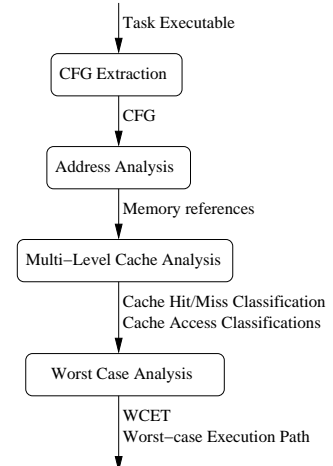 Task Executable
CFG Extraction
CFG
Address Analysis
Memory references
Multi−Level Cache Analysis
Cache Hit/Miss Classification
Cache Access Classifications
Worst Case Analysis
WCET
Worst−case Execution Path